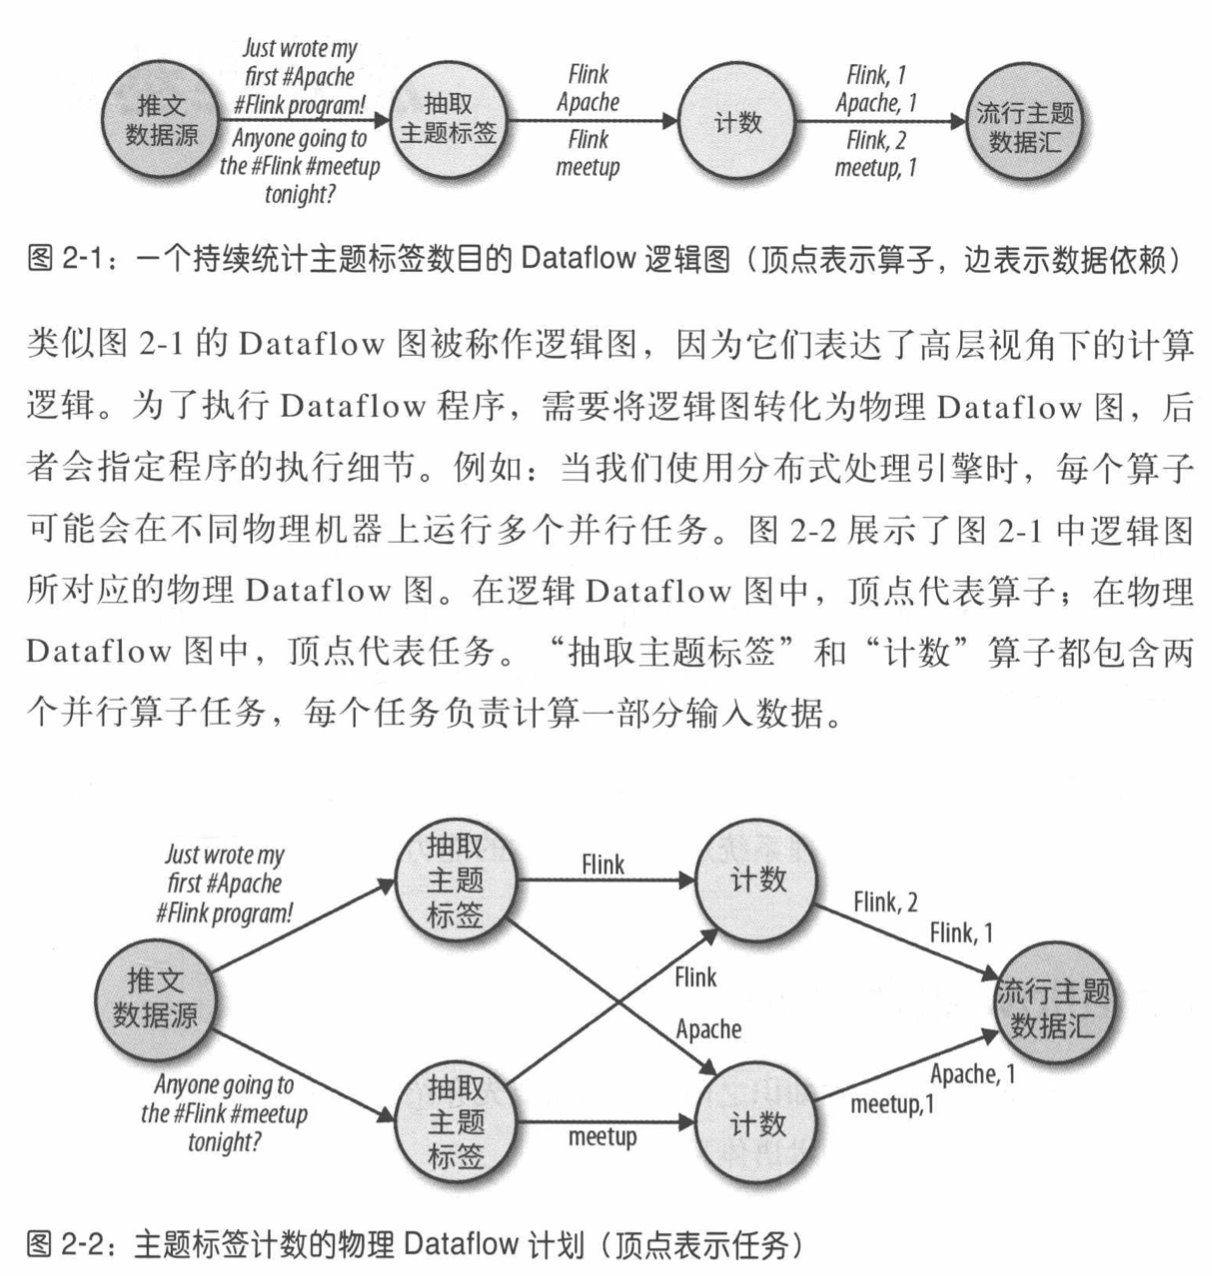 推文
数据源
Just wrote my
first #Apache
#Flink program!
Anyone going to
the #Flink #meetup
tonight?
抽取
主题标签
Flink
Apache
Flink
meetup
计数
Flink, 1
Apache, 1
Flink, 2
meetup, 1
流行主题
数据汇
图 2-1：一个持续统计主题标签数目的 Dataflow 逻辑图（顶点表示算子，边表示数据依赖）
类似图 2-1 的 Dataflow 图被称作逻辑图，因为它们表达了高层视角下的计算
逻辑。为了执行 Dataflow 程序，需要将逻辑图转化为物理 Dataflow 图，后
者会指定程序的执行细节。例如：当我们使用分布式处理引擎时，每个算子
可能会在不同物理机器上运行多个并行任务。图 2-2 展示了图 2-1 中逻辑图
所对应的物理 Dataflow 图。在逻辑 Dataflow 图中，顶点代表算子；在物理
Dataflow 图中，顶点代表任务。“抽取主题标签”和“计数”算子都包含两
个并行算子任务，每个任务负责计算一部分输入数据。
推文
数据源
Just wrote my
first #Apache
#Flink program!
Anyone going to
the #Flink #meetup
tonight?
抽取
主题
标签
抽取
主题
标签
Flink
Flink
Apache
meetup
计数
计数
Flink, 2
Flink, 1
Apache, 1
meetup,1
流行主题
数据汇
图 2-2：主题标签计数的物理 Dataflow 计划（顶点表示任务）